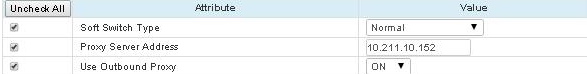 Uncheck All Attribute Value
Soft Switch Type Normal
Proxy Server Address 10.211.10.152
Use Outbound Proxy ON